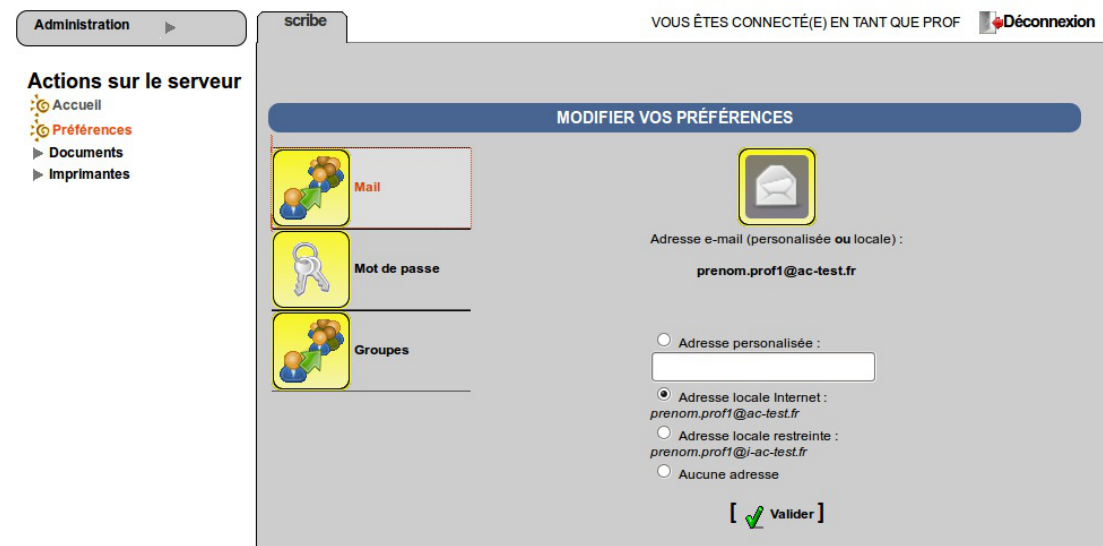 Administration
scribe
VOUS ÊTES CONNECTÉ(E) EN TANT QUE PROF
Déconnexion
Actions sur le serveur
Accueil
Préférences
Documents
Imprimantes
MODIFIER VOS PRÉFÉRENCES
Mail
Mot de passe
Groupes
Adresse e-mail (personalisée ou locale) :
prenom.prof1@ac-test.fr
Adresse personalisée :
Adresse locale Internet :
prenom.prof1@ac-test.fr
Adresse locale restreinte :
prenom.prof1@i-ac-test.fr
Aucune adresse
[ Valider ]